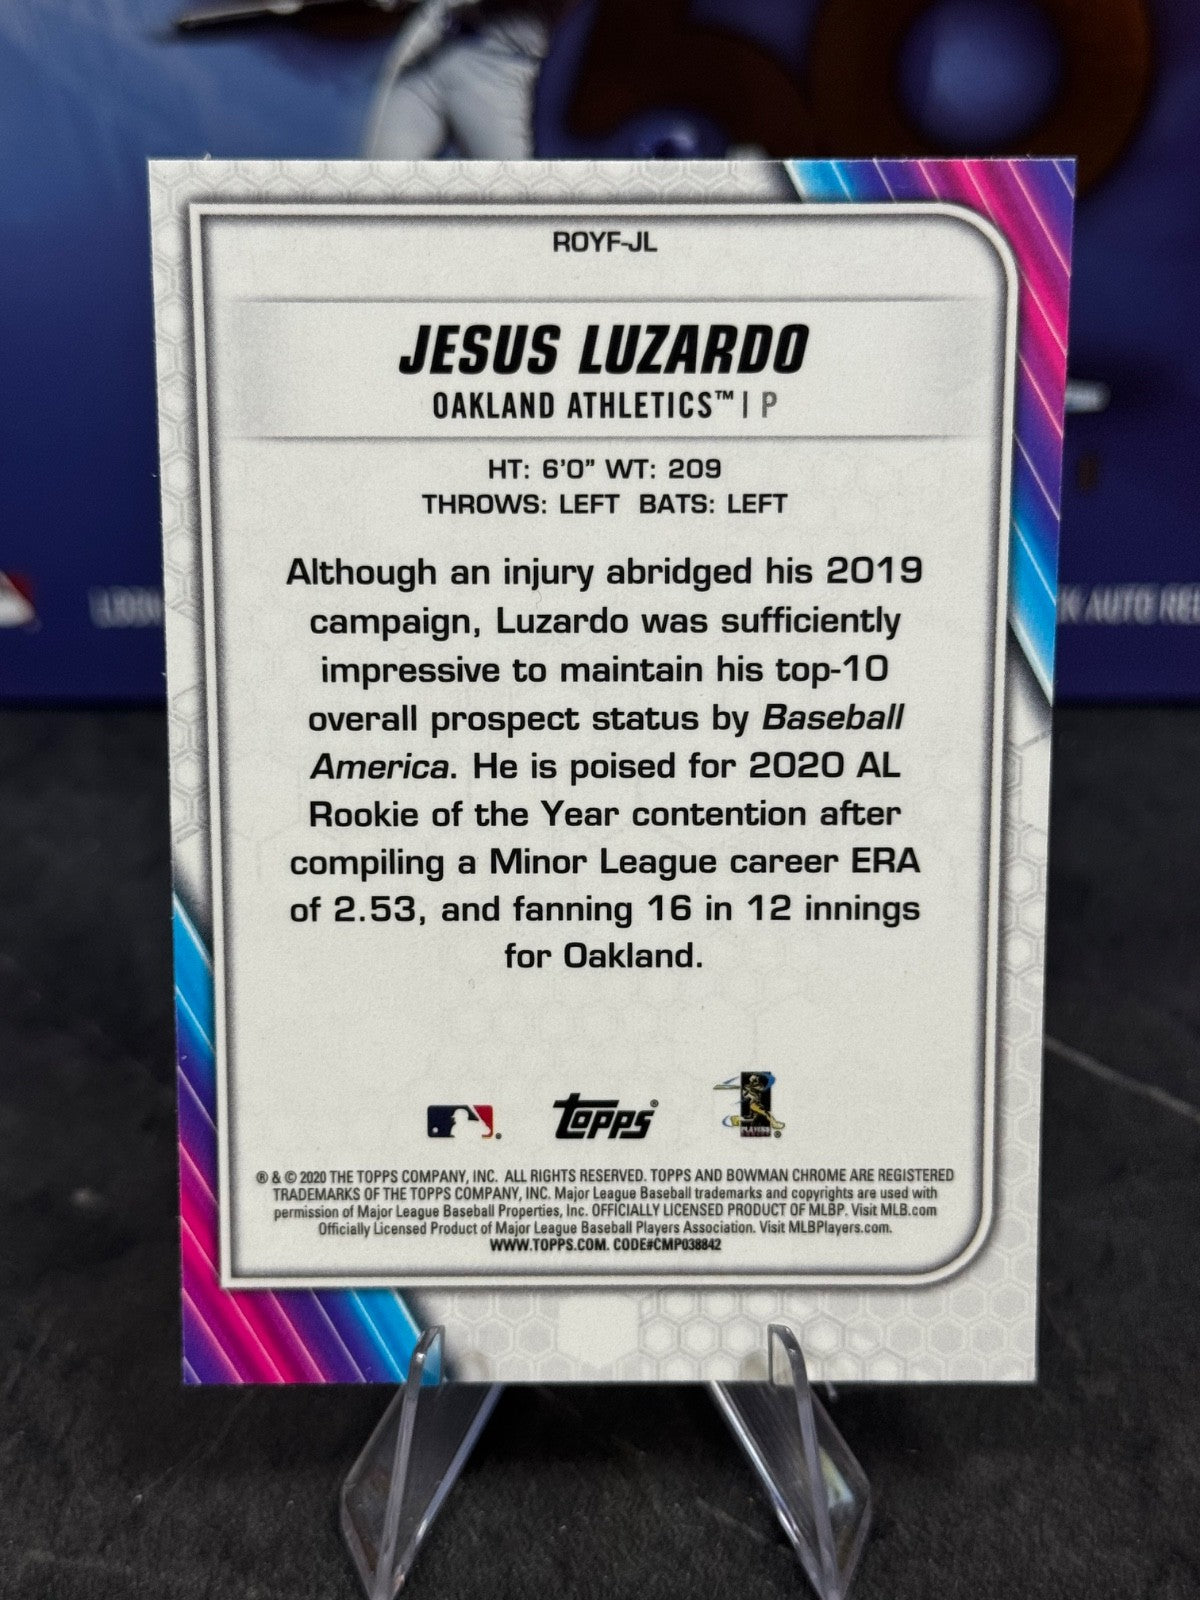 ROYF-JL
JESUS LUZARDO
OAKLAND ATHLETICS™ | P
HT: 6'0" WT: 209
THROWS: LEFT BATS: LEFT
Although an injury abridged his 2019
campaign, Luzardo was sufficiently
impressive to maintain his top-10
overall prospect status by Baseball
America. He is poised for 2020 AL
Rookie of the Year contention after
compiling a Minor League career ERA
of 2.53, and fanning 16 in 12 innings
for Oakland.
TOPPS®
PLAYERS
® & © 2020 THE TOPPS COMPANY, INC. ALL RIGHTS RESERVED. TOPPS AND BOWMAN CHROME ARE REGISTERED
TRADEMARKS OF THE TOPPS COMPANY, INC. Major League Baseball trademarks and copyrights are used with
permission of Major League Baseball Properties, Inc. OFFICIALLY LICENSED PRODUCT OF MLBP. Visit MLB.com
Officially Licensed Product of Major League Baseball Players Association. Visit MLBPlayers.com.
WWW.TOPPS.COM. CODE#CMP038842
AUTO